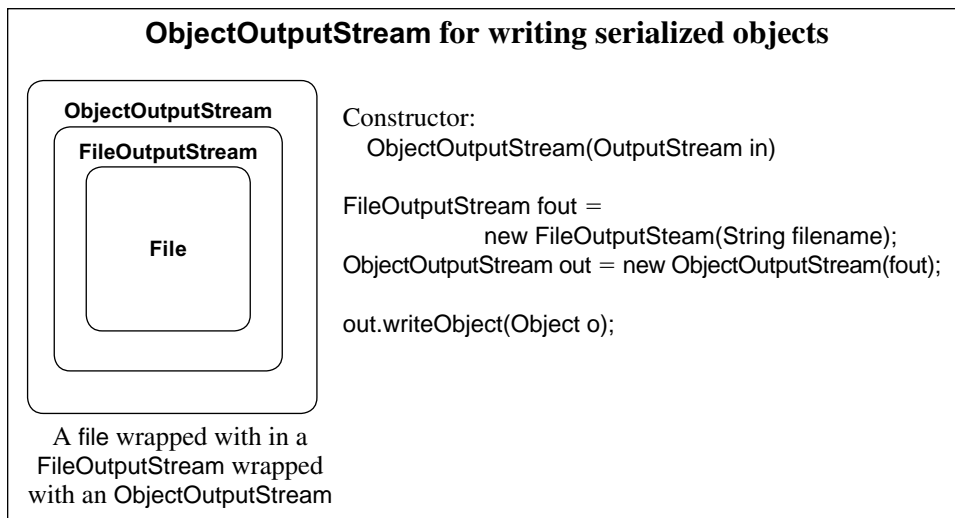 ObjectOutputStream for writing serialized objects
ObjectOutputStream
FileOutputStream
File
A file wrapped with in a
FileOutputStream wrapped
with an ObjectOutputStream
Constructor:
ObjectOutputStream(OutputStream in)
FileOutputStream fout =
new FileOutputSteam(String filename);
ObjectOutputStream out = new ObjectOutputStream(fout);
out.writeObject(Object o);